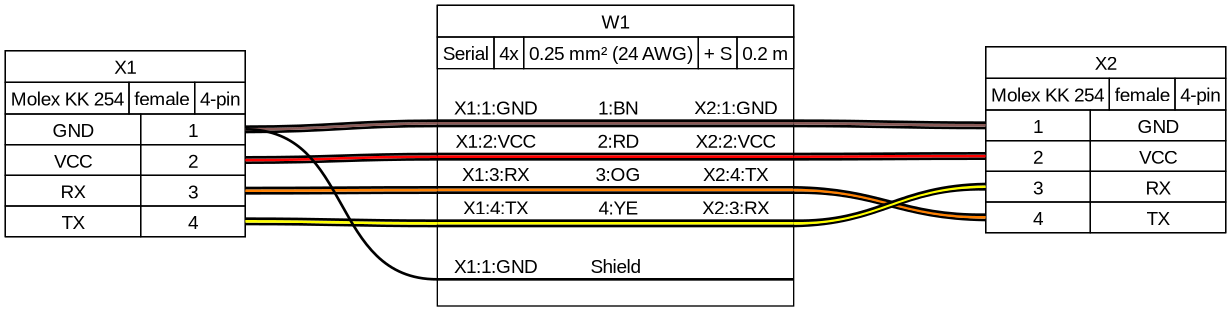 X1
Molex KK 254 female 4-pin
GND 1
VCC 2
RX 3
TX 4
W1
Serial 4x 0.25 mm² (24 AWG) + S 0.2 m
X1:1:GND 1:BN X2:1:GND
X1:2:VCC 2:RD X2:2:VCC
X1:3:RX 3:OG X2:4:TX
X1:4:TX 4:YE X2:3:RX
X1:1:GND Shield
X2
Molex KK 254 female 4-pin
1 GND
2 VCC
3 RX
4 TX